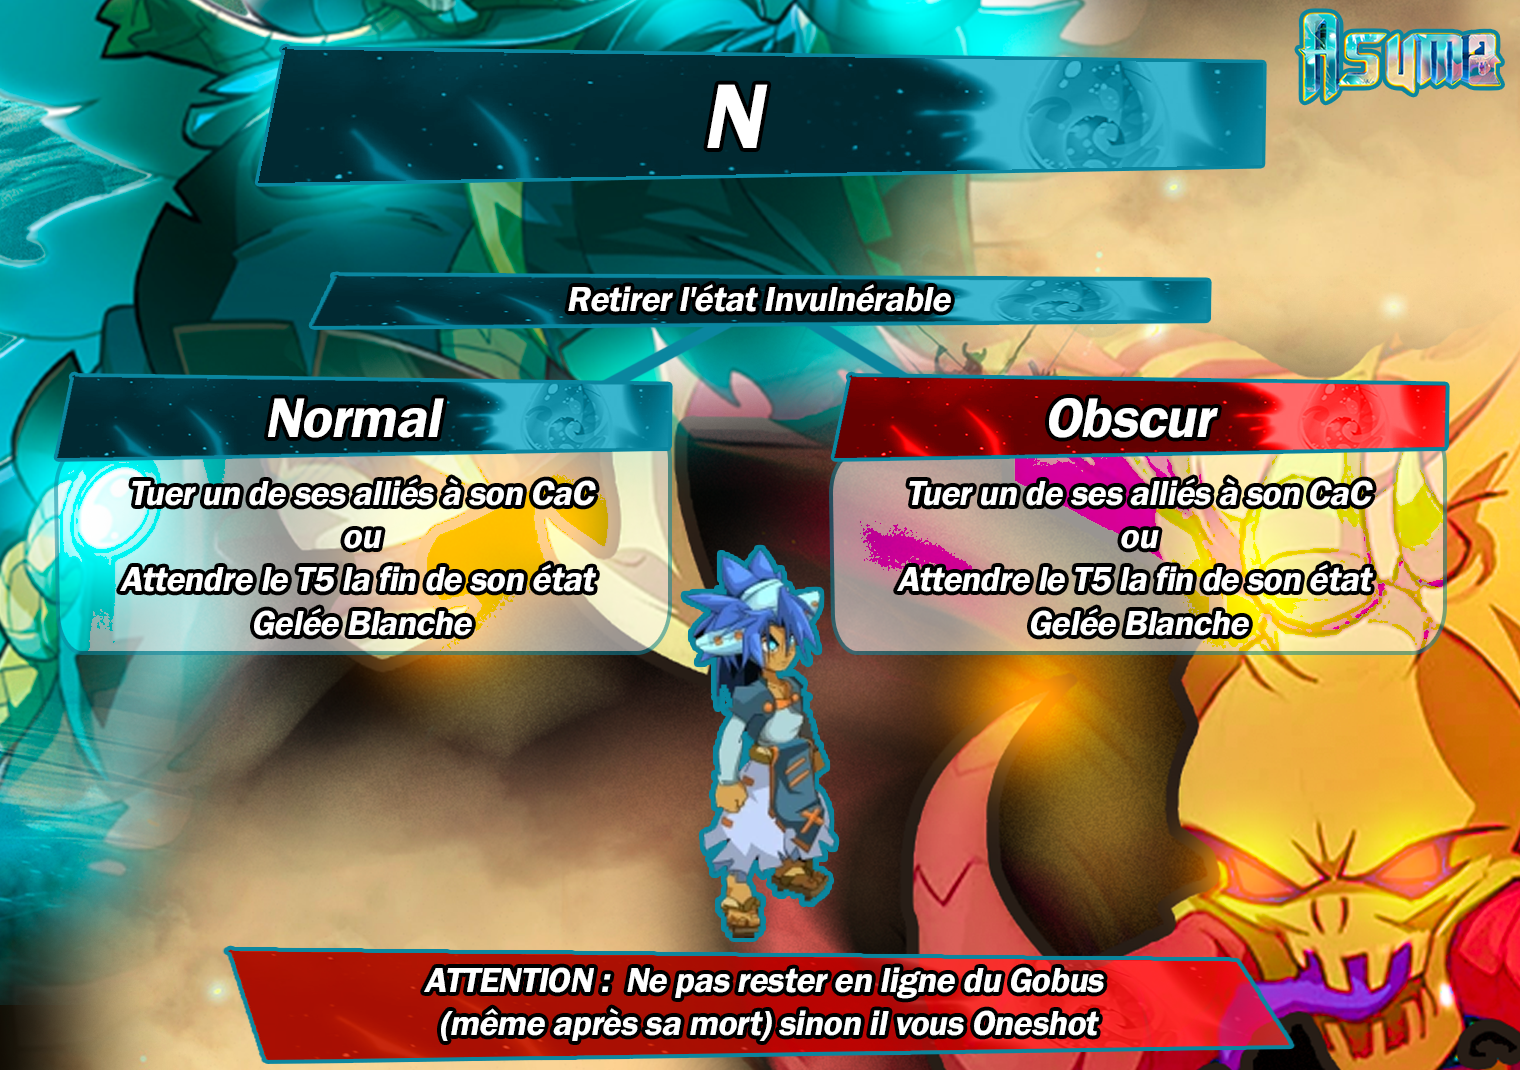 Asuma
N
Retirer l'état Invulnérable
Normal
Tuer un de ses alliés à son CaC
ou
Attendre le T5 la fin de son état
Gelée Blanche
Obscur
Tuer un de ses alliés à son CaC
ou
Attendre le T5 la fin de son état
Gelée Blanche
ATTENTION : Ne pas rester en ligne du Gobus
(même après sa mort) sinon il vous Oneshot